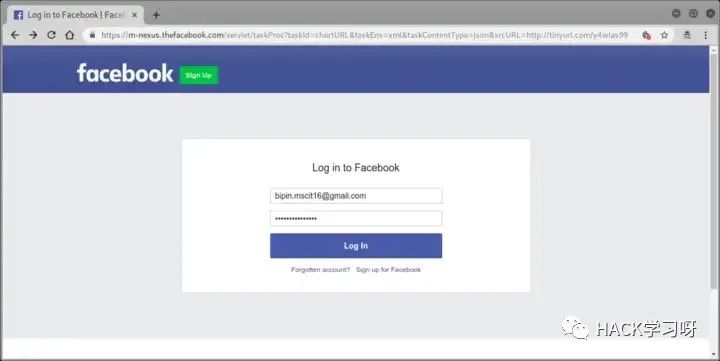 Log in to Facebook | Faceb
https://m-nexus.thefacebook.com/servlet/taskProc?taskId=shortURL&taskEnv=xml&taskContentType=json&srcURL=http://tinyurl.com/y4wlas99
facebook
Sign Up
Log in to Facebook
bipin.mscit16@gmail.com
Log In
Forgotten account? Sign up for Facebook
HACK学习呀